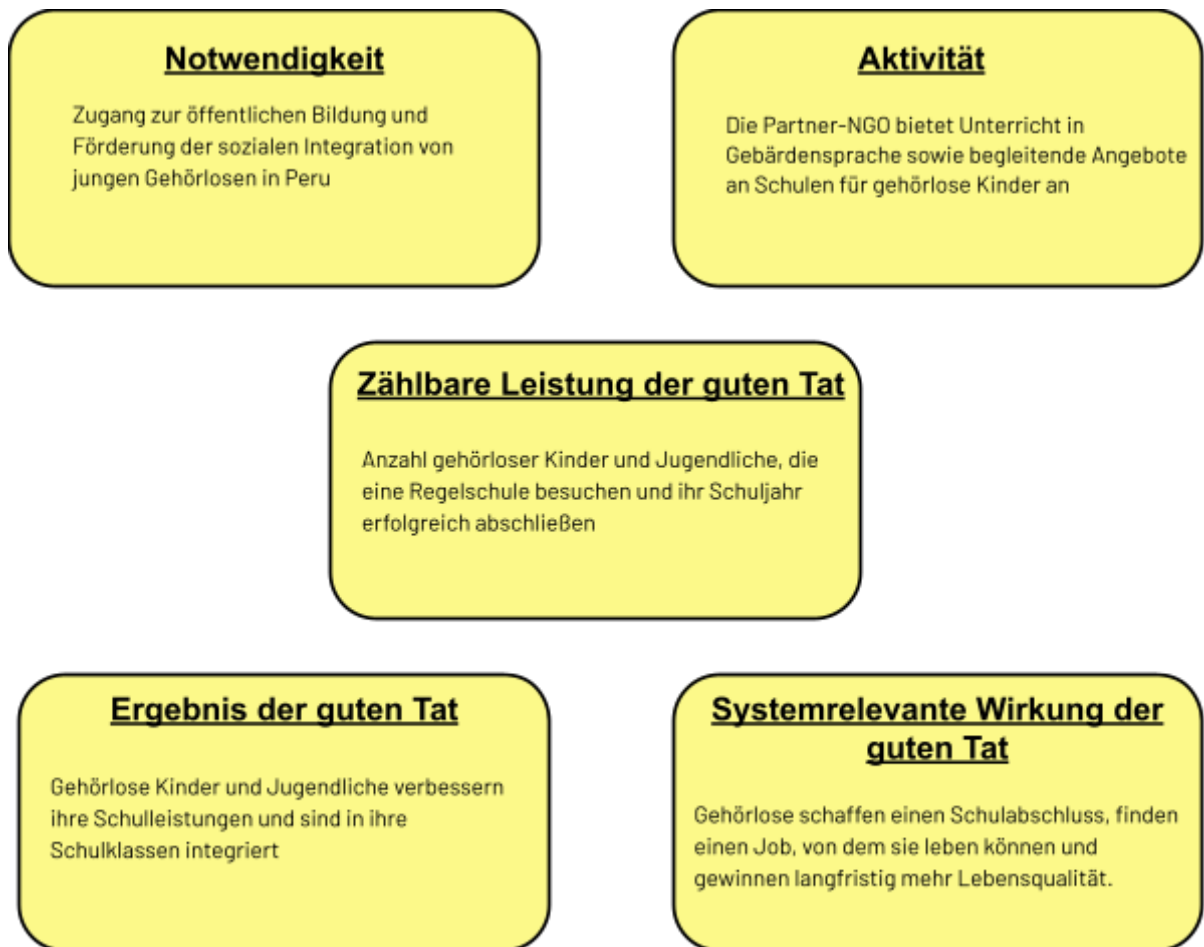 Notwendigkeit
Zugang zur öffentlichen Bildung und
Förderung der sozialen Integration von
jungen Gehörlosen in Peru
Aktivität
Die Partner-NGO bietet Unterricht in
Gebärdensprache sowie begleitende Angebote
an Schulen für gehörlose Kinder an
Zählbare Leistung der guten Tat
Anzahl gehörloser Kinder und Jugendliche, die
eine Regelschule besuchen und ihr Schuljahr
erfolgreich abschließen
Ergebnis der guten Tat
Gehörlose Kinder und Jugendliche verbessern
ihre Schulleistungen und sind in ihre
Schulklassen integriert
Systemrelevante Wirkung der
guten Tat
Gehörlose schaffen einen Schulabschluss, finden
einen Job, von dem sie leben können und
gewinnen langfristig mehr Lebensqualität.